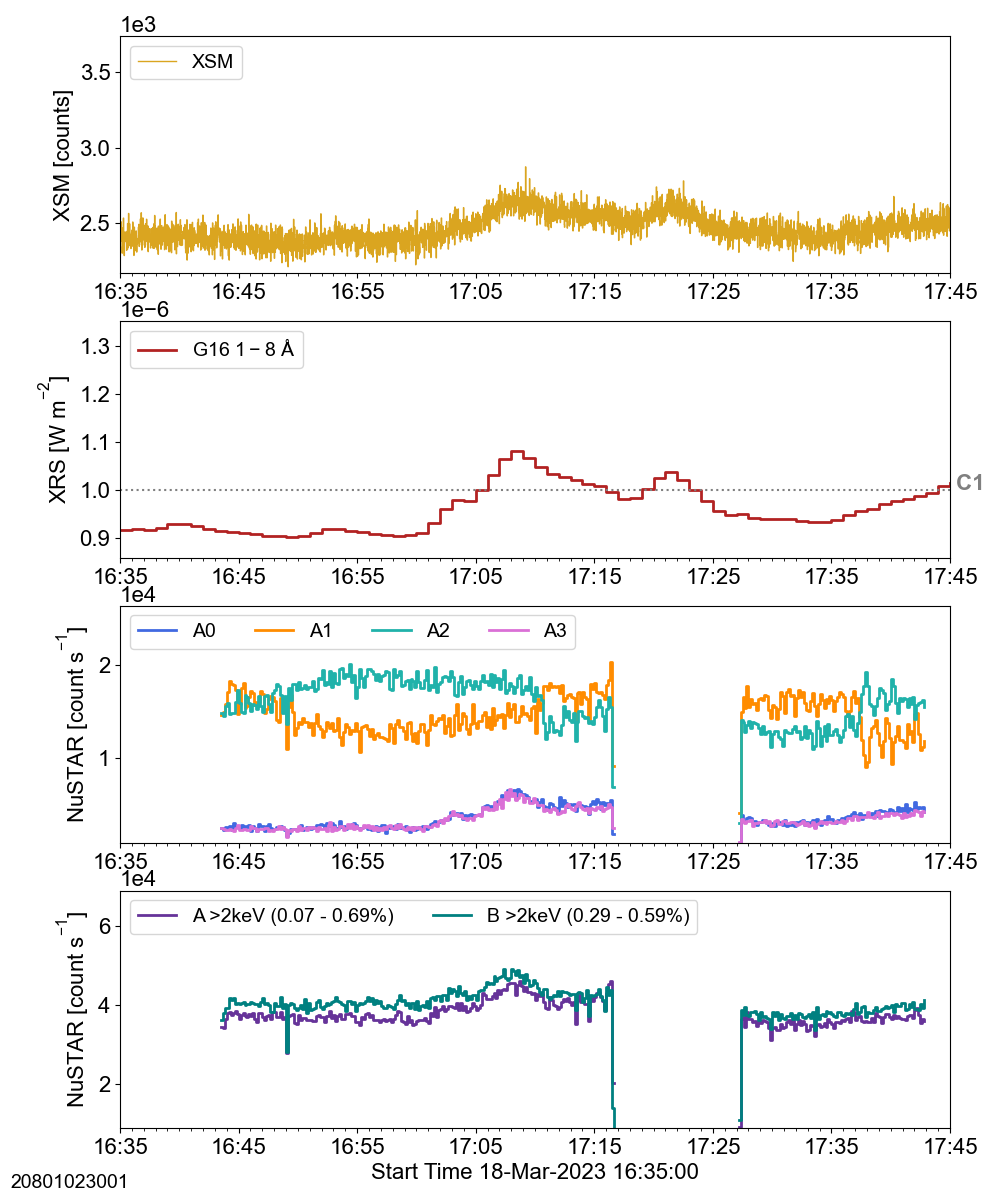 1e3
XSM
XSM [counts]
3.5
3.0
2.5
16:35 16:45 16:55 17:05 17:15 17:25 17:35 17:45
1e−6
G16 1 − 8 Å
XRS [W m−2]
1.3
1.2
1.1
1.0
0.9
C1
16:35 16:45 16:55 17:05 17:15 17:25 17:35 17:45
1e4
A0 A1 A2 A3
NuSTAR [count s−1]
2
1
16:35 16:45 16:55 17:05 17:15 17:25 17:35 17:45
1e4
A >2keV (0.07 - 0.69%) B >2keV (0.29 - 0.59%)
NuSTAR [count s−1]
6
4
2
16:35 16:45 16:55 17:05 17:15 17:25 17:35 17:45
Start Time 18-Mar-2023 16:35:00
20801023001